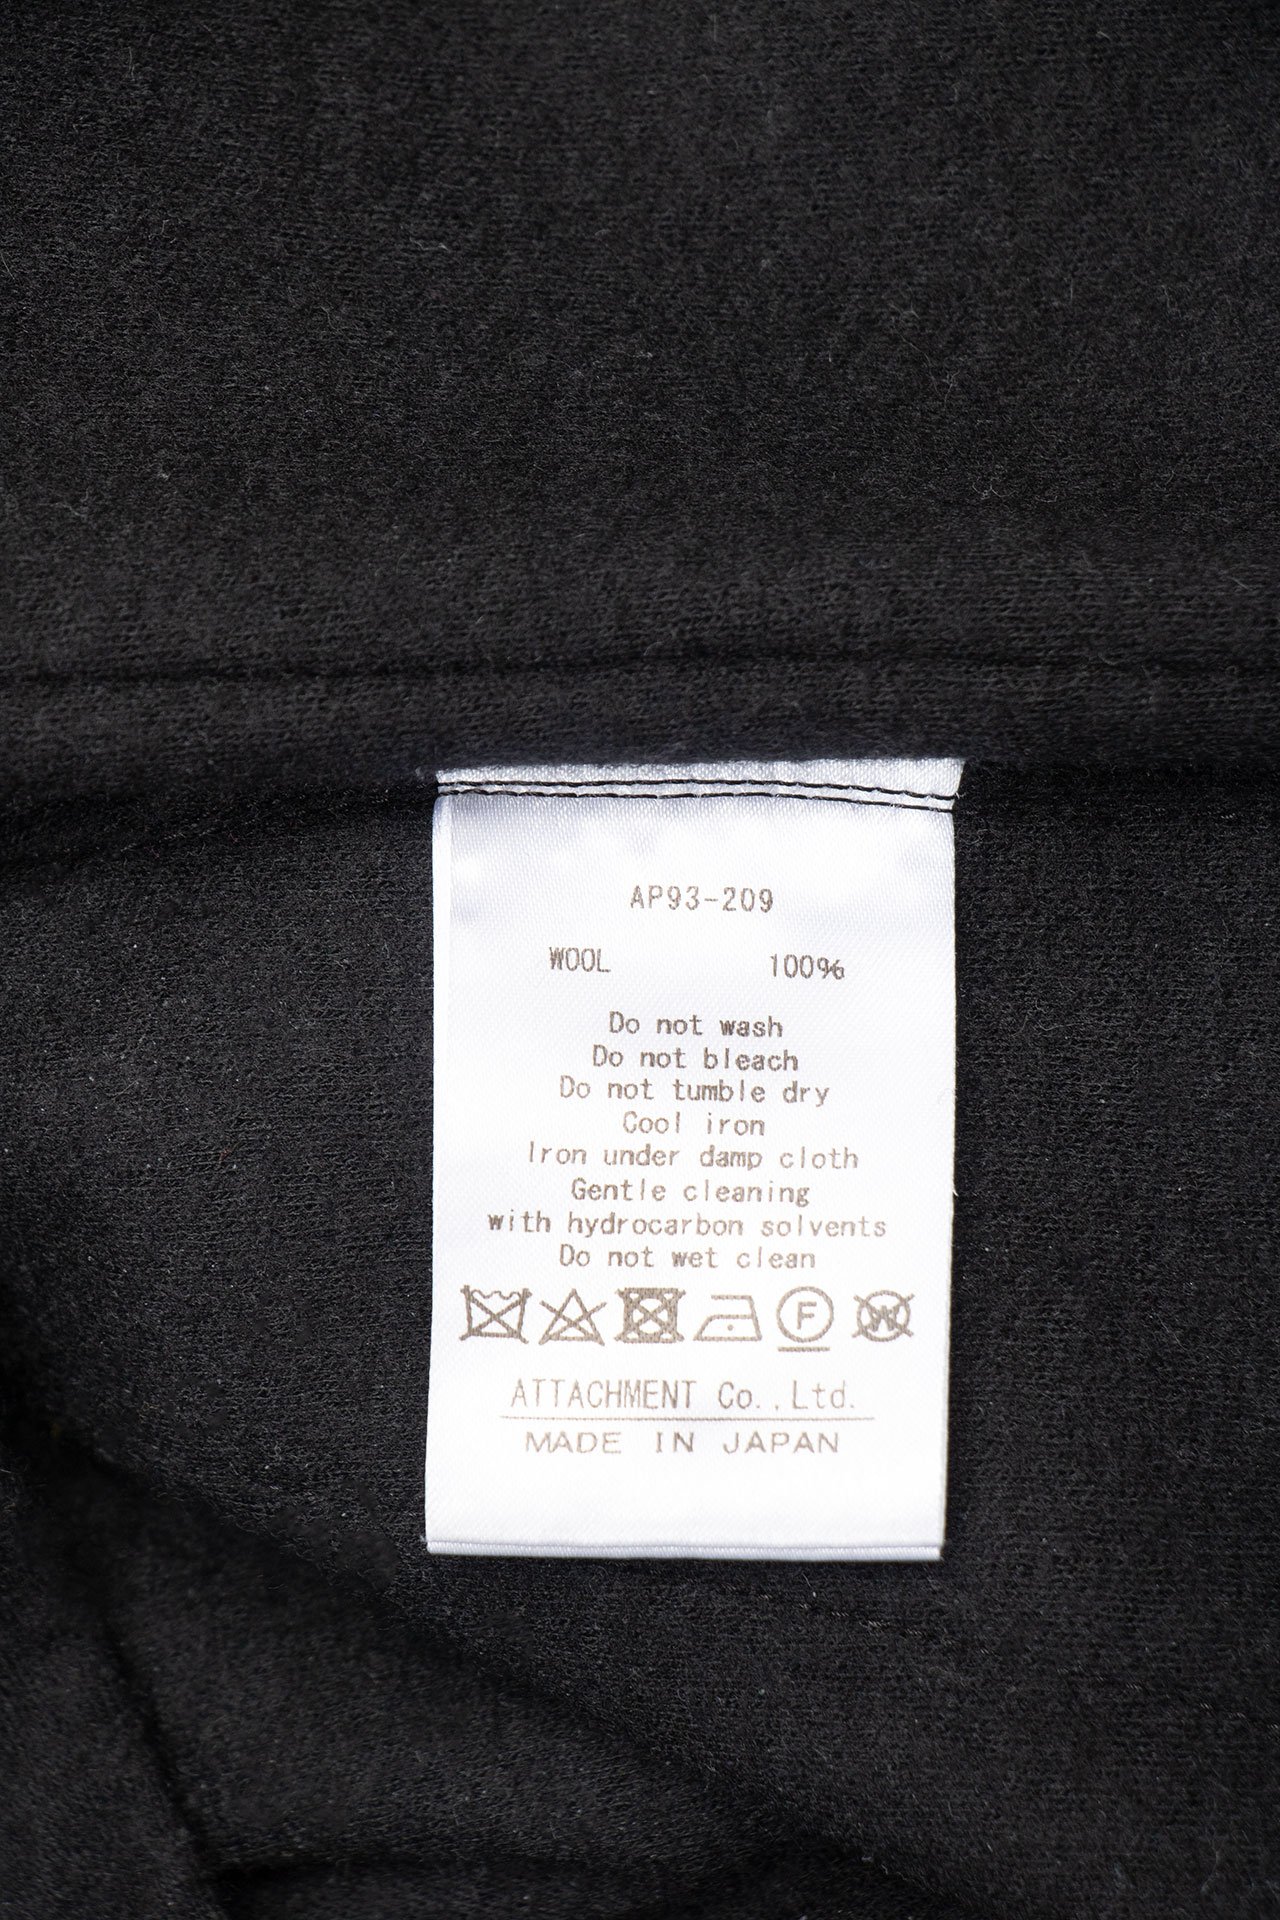 AP93-209
WOOL 100%
Do not wash
Do not bleach
Do not tumble dry
Cool iron
Iron under damp cloth
Gentle cleaning
with hydrocarbon solvents
Do not wet clean
F W
ATTACHMENT Co., Ltd.
MADE IN JAPAN